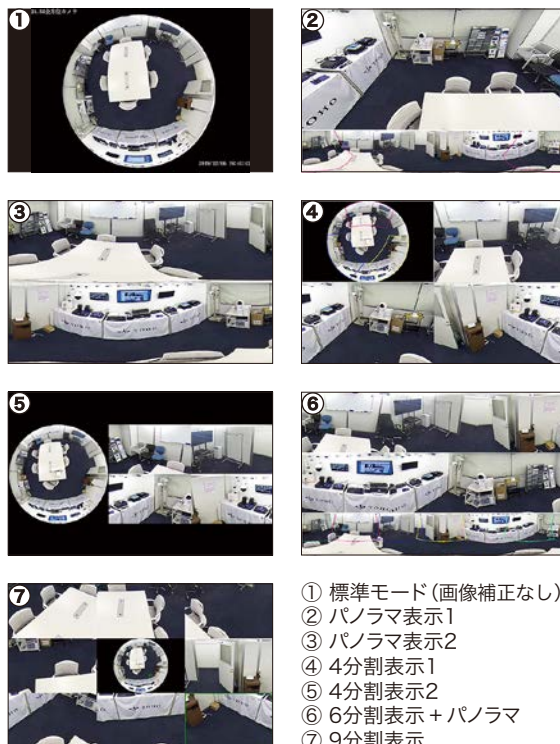 ①
②
③
④
⑤
⑥
⑦
① 標準モード(画像補正なし)
② パノラマ表示1
③ パノラマ表示2
④ 4分割表示1
⑤ 4分割表示2
⑥ 6分割表示 + パノラマ
⑦ 9分割表示